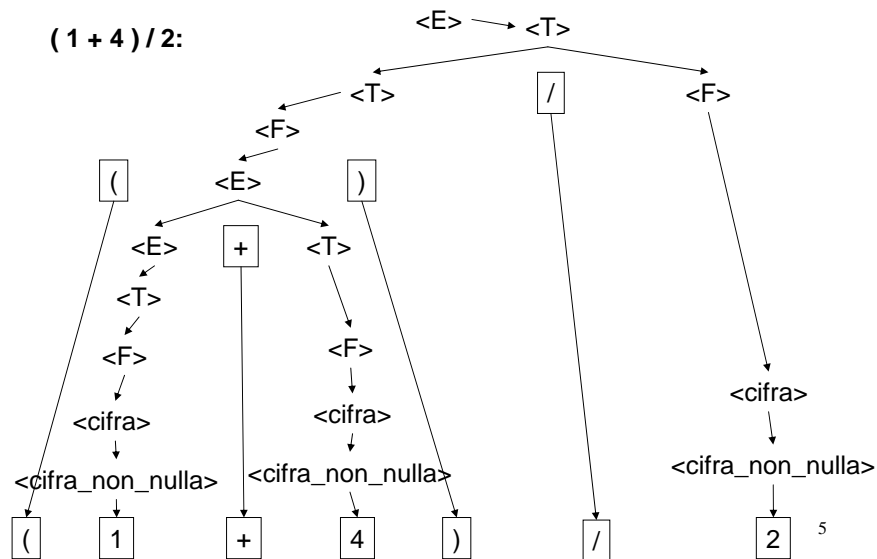 <E> <T>
( 1 + 4 ) / 2:
<T> / <F>
<F>
( <E> )
<E> + <T>
<T>
<F> <F>
<cifra>
<cifra> <cifra>
<cifra_non_nulla> <cifra_non_nulla> <cifra_non_nulla>
( 1 + 4 ) / 2 5